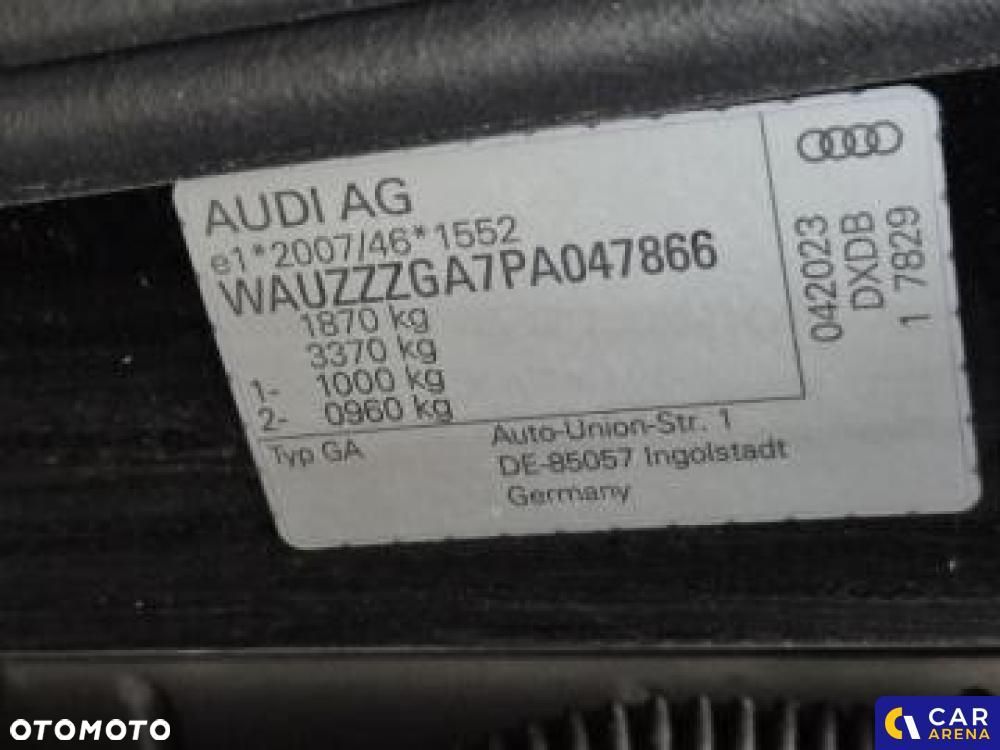 AUDI AG
e1*2007/46*1552
WAUZZZGA7PA047866
1870 kg
3370 kg
1- 1000 kg
2- 0960 kg
Typ GA
Auto-Union-Str. 1
DE-85057 Ingolstadt
Germany
042023
DXDB
1 7829
OTOMOTO
CAR
ARENA